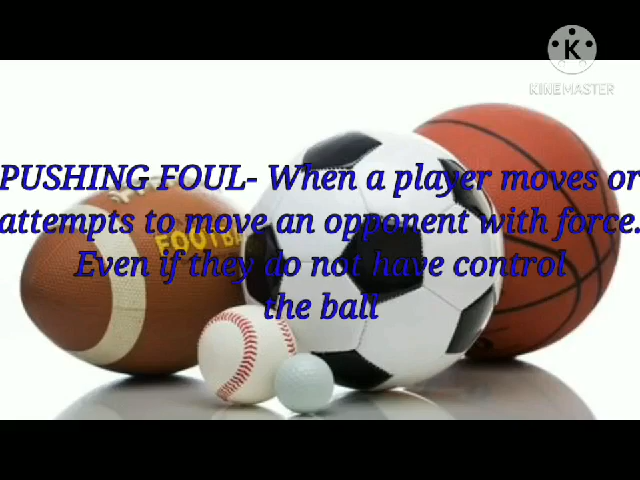 K
KINEMASTER
PUSHING FOUL- When a player moves or
attempts to move an opponent with force.
Even if they do not have control
the ball
FOOTBA